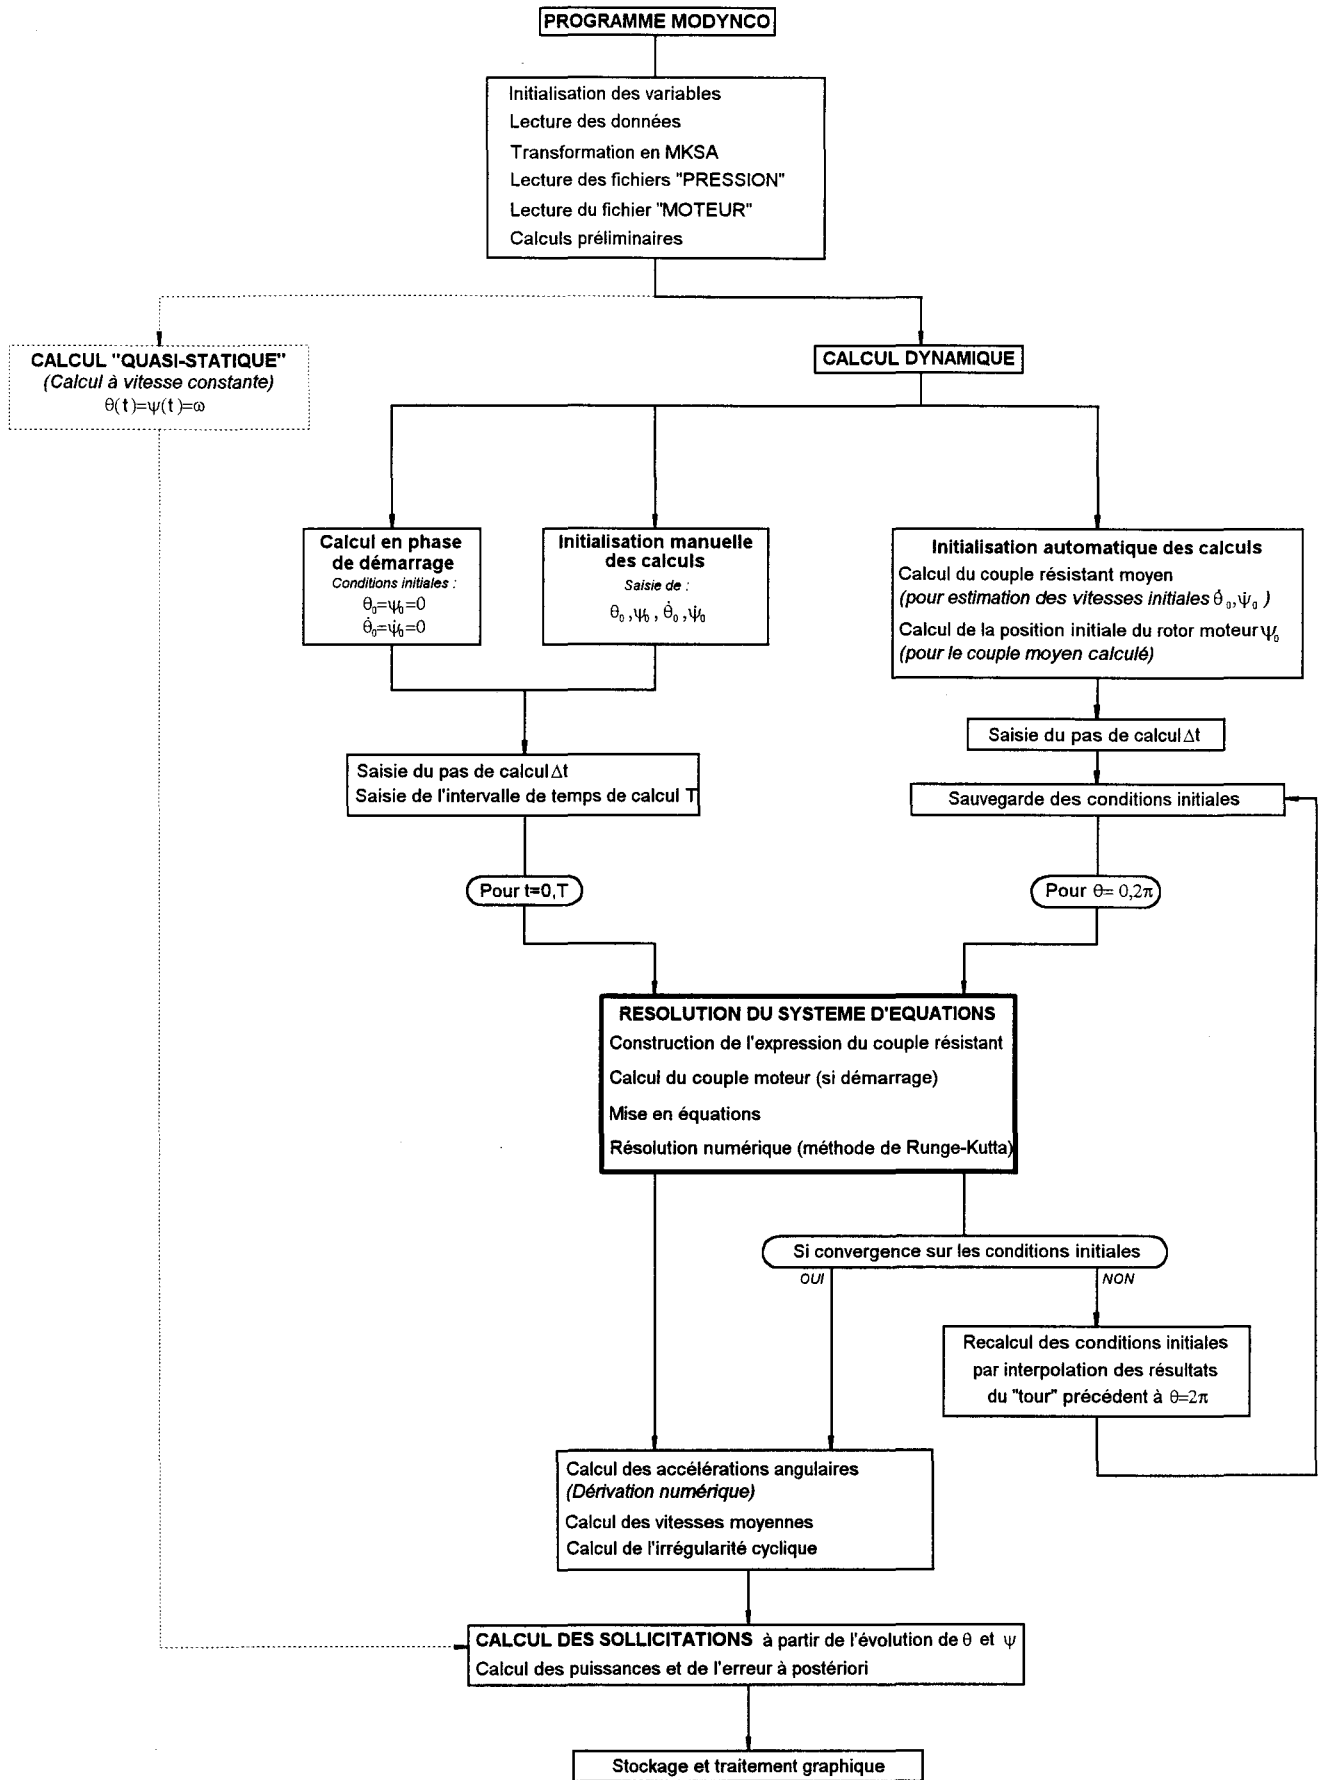 PROGRAMME MODYNCO
Initialisation des variables
Lecture des données
Transformation en MKSA
Lecture des fichiers "PRESSION"
Lecture du fichier "MOTEUR"
Calculs préliminaires
CALCUL "QUASI-STATIQUE"
(Calcul à vitesse constante)
θ(t)=ψ(t)=ω
CALCUL DYNAMIQUE
Calcul en phase
de démarrage
Conditions initiales :
θ₀=ψ₀=0
θ̇₀=ψ̇₀=0
Initialisation manuelle
des calculs
Saisie de :
θ₀,ψ₀,θ̇₀,ψ̇₀
Initialisation automatique des calculs
Calcul du couple résistant moyen
(pour estimation des vitesses initiales θ̇₀,ψ̇₀ )
Calcul de la position initiale du rotor moteur ψ₀
(pour le couple moyen calculé)
Saisie du pas de calcul Δt
Saisie de l'intervalle de temps de calcul T
Saisie du pas de calcul Δt
Sauvegarde des conditions initiales
Pour t=0,T
Pour θ= 0,2π
RESOLUTION DU SYSTEME D'EQUATIONS
Construction de l'expression du couple résistant
Calcul du couple moteur (si démarrage)
Mise en équations
Résolution numérique (méthode de Runge-Kutta)
Si convergence sur les conditions initiales
OUI
NON
Recalcul des conditions initiales
par interpolation des résultats
du "tour" précédent à θ=2π
Calcul des accélérations angulaires
(Dérivation numérique)
Calcul des vitesses moyennes
Calcul de l'irrégularité cyclique
CALCUL DES SOLLICITATIONS à partir de l'évolution de θ et ψ
Calcul des puissances et de l'erreur à postériori
Stockage et traitement graphique